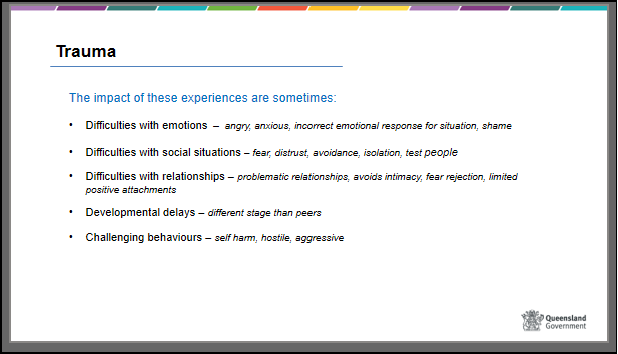 Trauma
The impact of these experiences are sometimes:
• Difficulties with emotions – angry, anxious, incorrect emotional response for situation, shame
• Difficulties with social situations – fear, distrust, avoidance, isolation, test people
• Difficulties with relationships – problematic relationships, avoids intimacy, fear rejection, limited
positive attachments
• Developmental delays – different stage than peers
• Challenging behaviours – self harm, hostile, aggressive
Queensland
Government